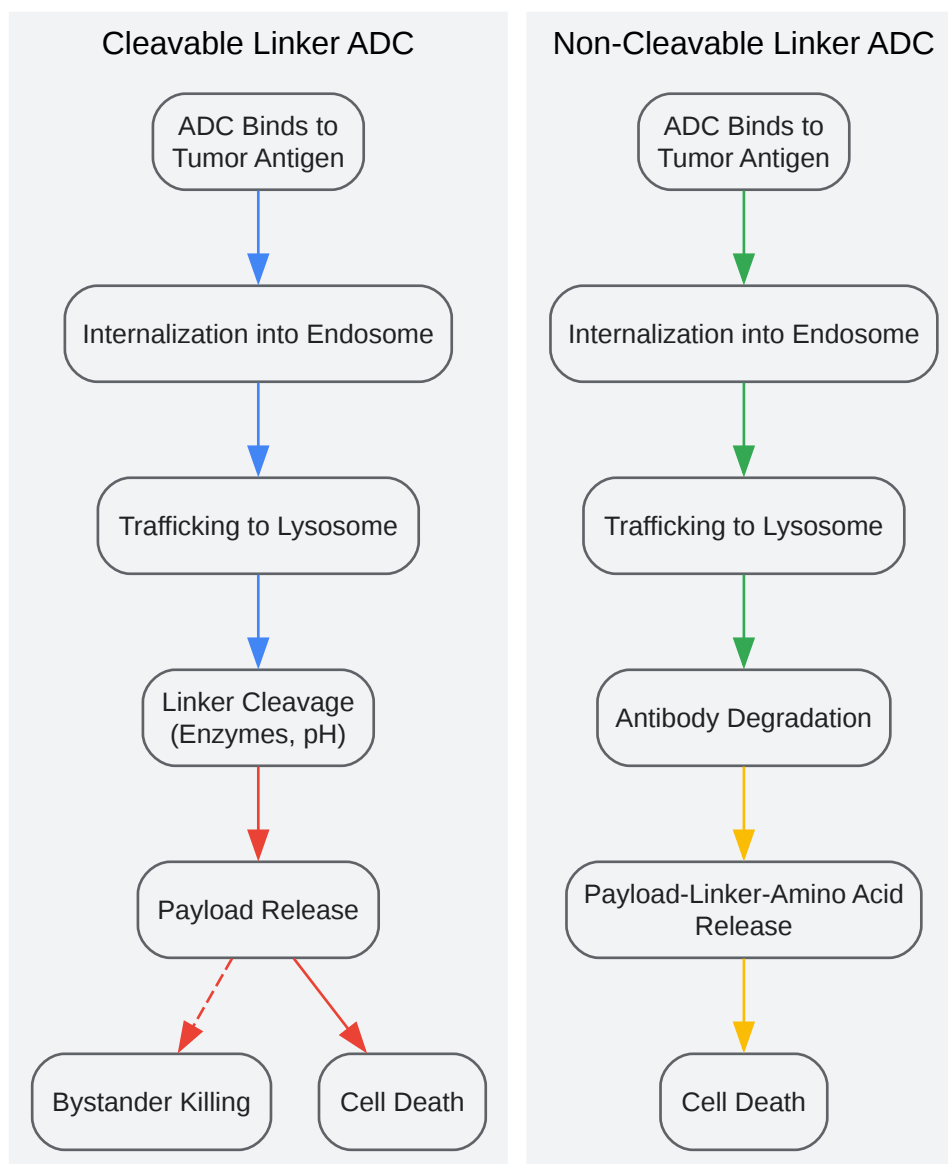 Cleavable Linker ADC
ADC Binds to
Tumor Antigen
Internalization into Endosome
Trafficking to Lysosome
Linker Cleavage
(Enzymes, pH)
Payload Release
Bystander Killing
Cell Death
Non-Cleavable Linker ADC
ADC Binds to
Tumor Antigen
Internalization into Endosome
Trafficking to Lysosome
Antibody Degradation
Payload-Linker-Amino Acid
Release
Cell Death